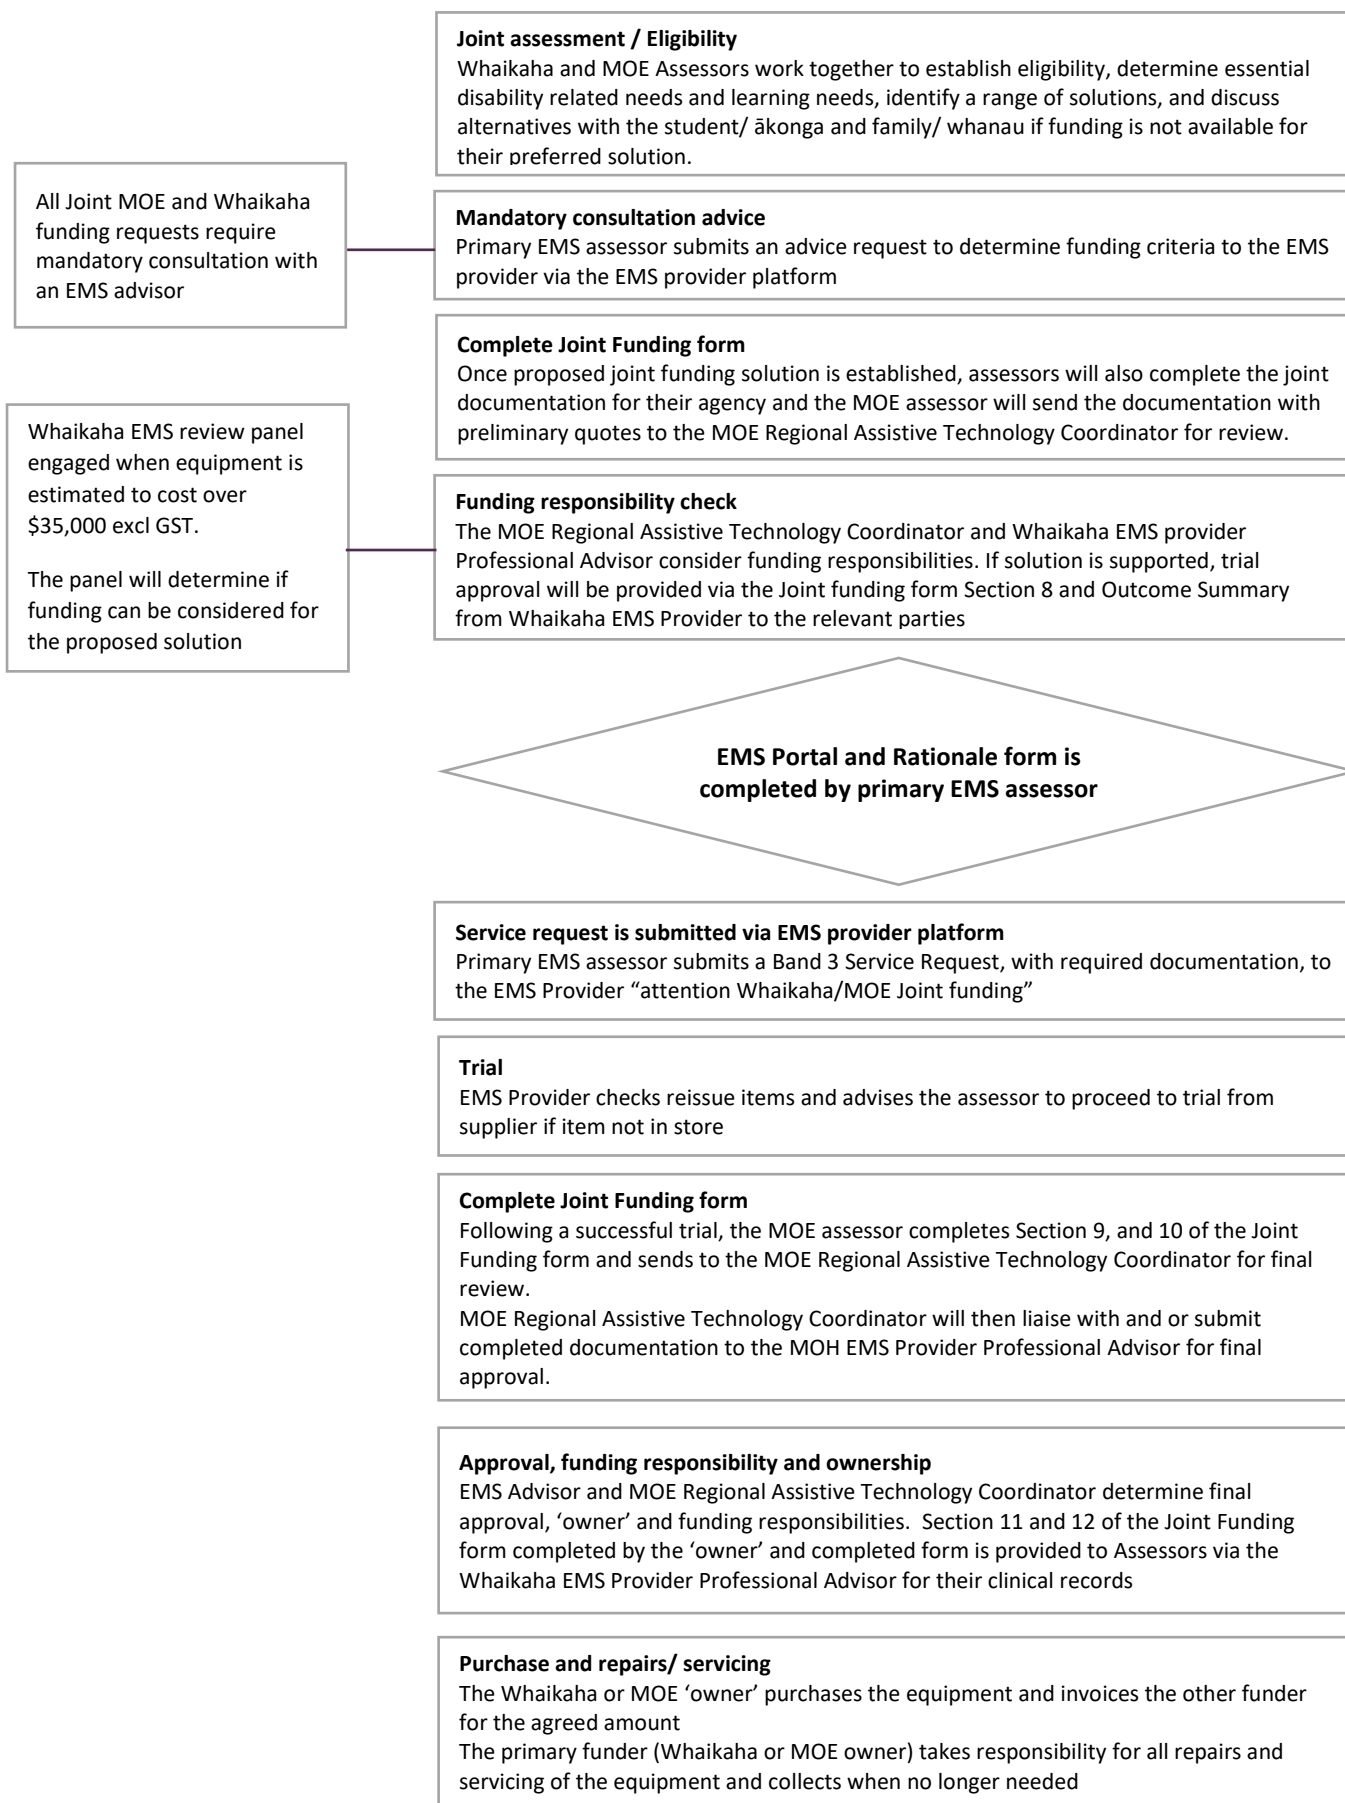 Joint assessment / Eligibility
Whaikaha and MOE Assessors work together to establish eligibility, determine essential
disability related needs and learning needs, identify a range of solutions, and discuss
alternatives with the student/ ākonga and family/ whanau if funding is not available for
their preferred solution.
All Joint MOE and Whaikaha
funding requests require
mandatory consultation with
an EMS advisor
Mandatory consultation advice
Primary EMS assessor submits an advice request to determine funding criteria to the EMS
provider via the EMS provider platform
Complete Joint Funding form
Once proposed joint funding solution is established, assessors will also complete the joint
documentation for their agency and the MOE assessor will send the documentation with
preliminary quotes to the MOE Regional Assistive Technology Coordinator for review.
Whaikaha EMS review panel
engaged when equipment is
estimated to cost over
$35,000 excl GST.
The panel will determine if
funding can be considered for
the proposed solution
Funding responsibility check
The MOE Regional Assistive Technology Coordinator and Whaikaha EMS provider
Professional Advisor consider funding responsibilities. If solution is supported, trial
approval will be provided via the Joint funding form Section 8 and Outcome Summary
from Whaikaha EMS Provider to the relevant parties
EMS Portal and Rationale form is
completed by primary EMS assessor
Service request is submitted via EMS provider platform
Primary EMS assessor submits a Band 3 Service Request, with required documentation, to
the EMS Provider “attention Whaikaha/MOE Joint funding”
Trial
EMS Provider checks reissue items and advises the assessor to proceed to trial from
supplier if item not in store
Complete Joint Funding form
Following a successful trial, the MOE assessor completes Section 9, and 10 of the Joint
Funding form and sends to the MOE Regional Assistive Technology Coordinator for final
review.
MOE Regional Assistive Technology Coordinator will then liaise with and or submit
completed documentation to the MOH EMS Provider Professional Advisor for final
approval.
Approval, funding responsibility and ownership
EMS Advisor and MOE Regional Assistive Technology Coordinator determine final
approval, ‘owner’ and funding responsibilities.  Section 11 and 12 of the Joint Funding
form completed by the ‘owner’ and completed form is provided to Assessors via the
Whaikaha EMS Provider Professional Advisor for their clinical records
Purchase and repairs/ servicing
The Whaikaha or MOE ‘owner’ purchases the equipment and invoices the other funder
for the agreed amount
The primary funder (Whaikaha or MOE owner) takes responsibility for all repairs and
servicing of the equipment and collects when no longer needed